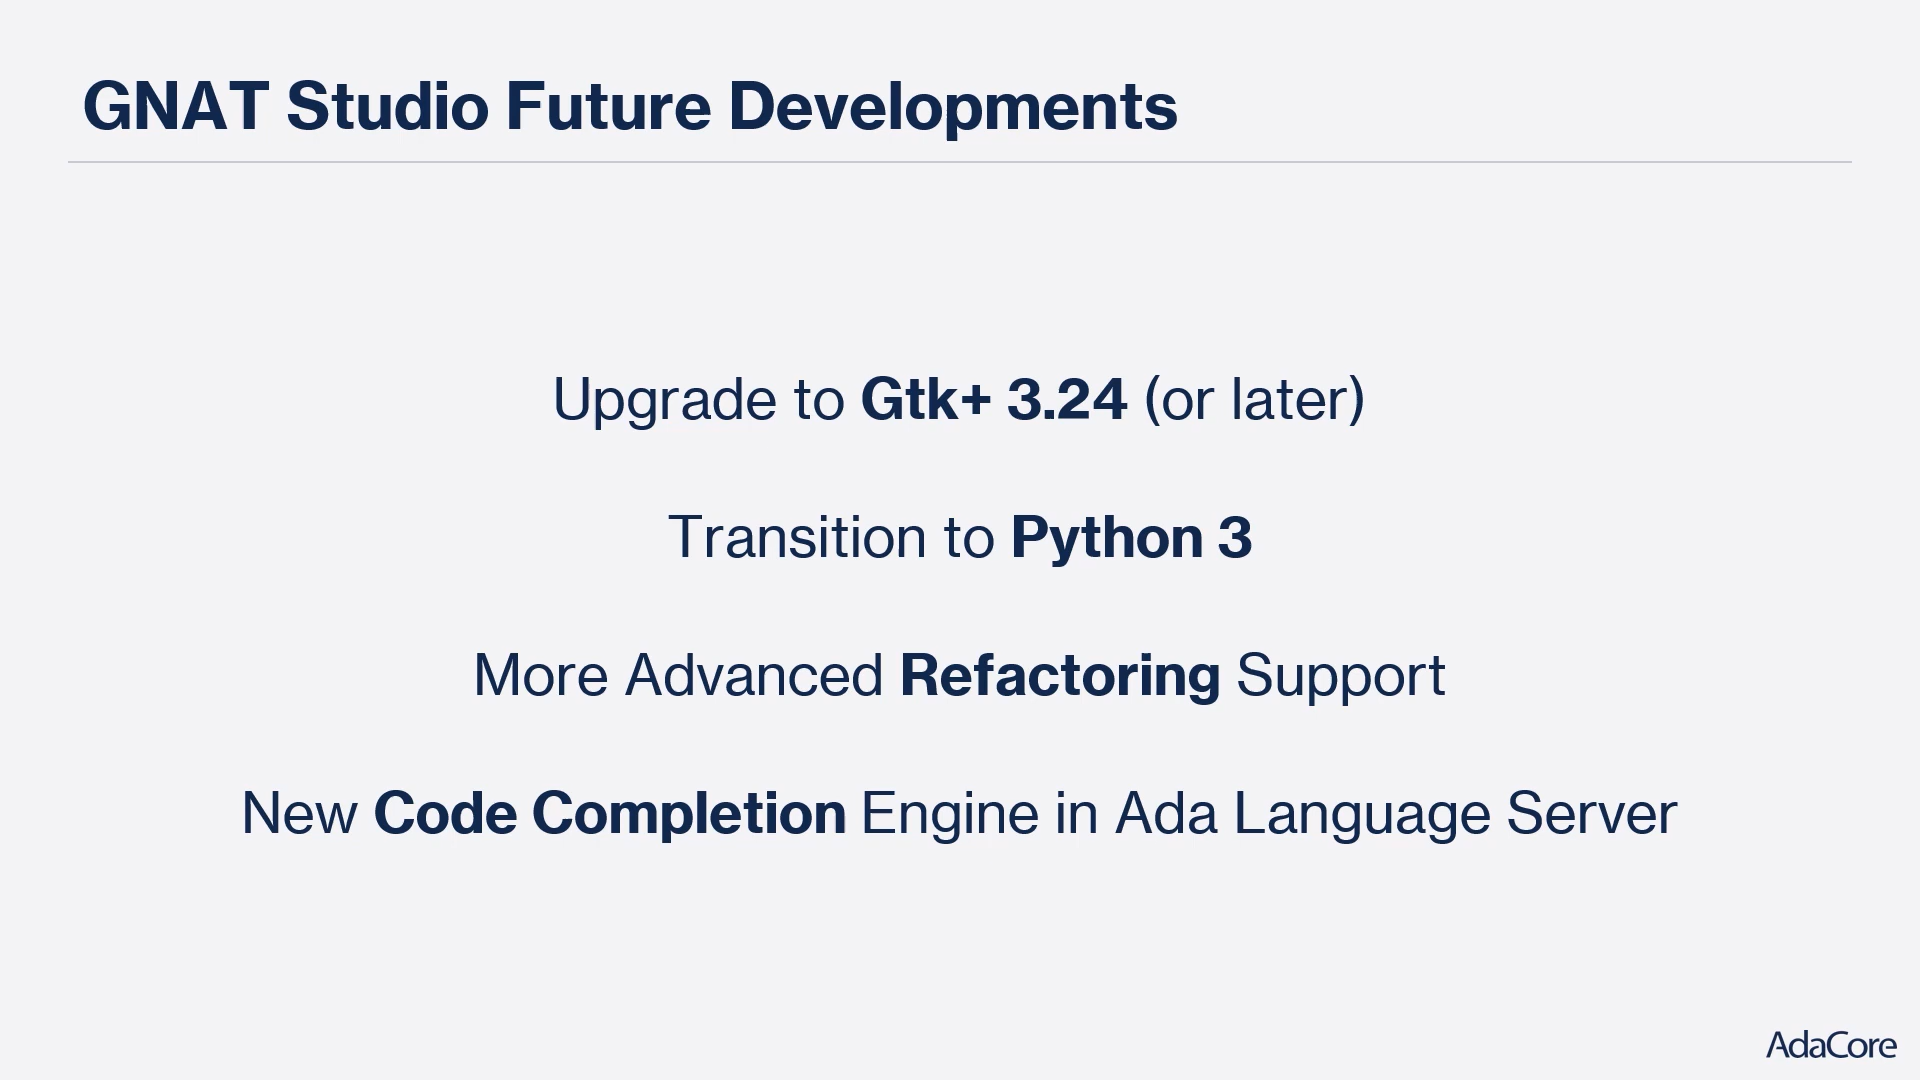 GNAT Studio Future Developments
Upgrade to Gtk+ 3.24 (or later)
Transition to Python 3
More Advanced Refactoring Support
New Code Completion Engine in Ada Language Server
AdaCore